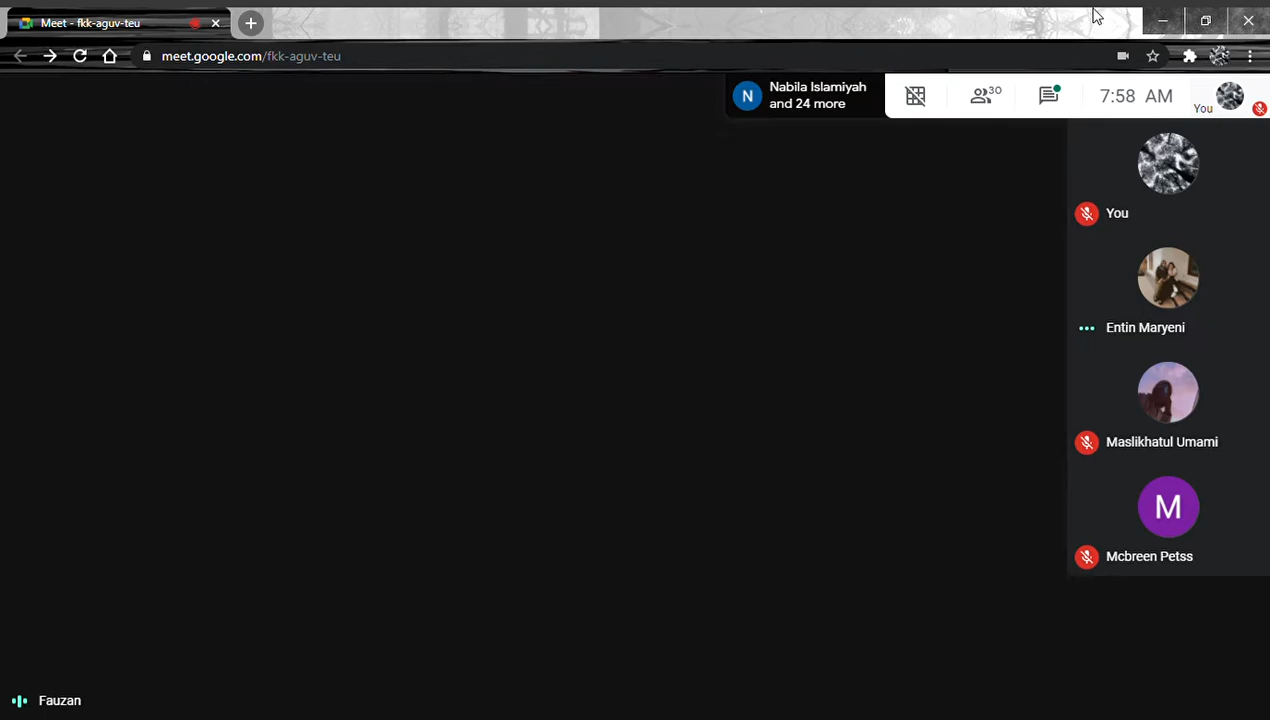 Meet - fkk-aguv-teu
meet.google.com/fkk-aguv-teu
N
Nabila Islamiyah
and 24 more
30
7:58 AM
You
You
Entin Maryeni
Maslikhatul Umami
M
Mcbreen Petss
Fauzan